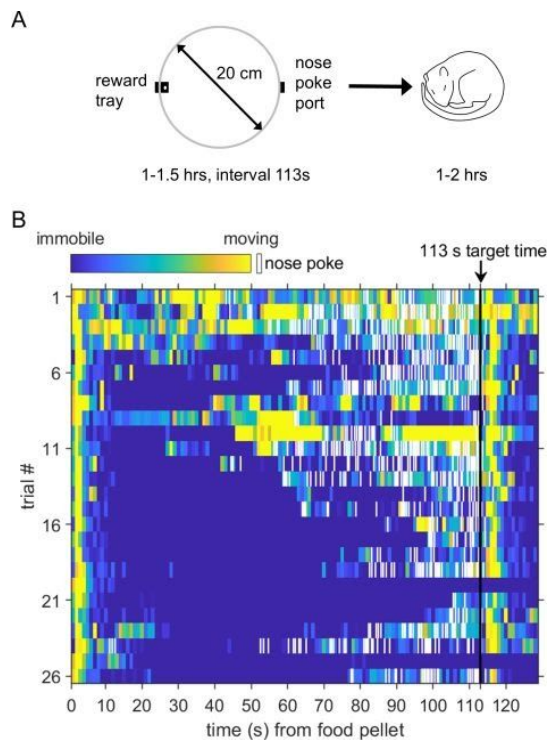 A
reward
tray
20 cm
nose
poke
port
1-1.5 hrs, interval 113s
1-2 hrs
B
immobile
moving
nose poke
113 s target time
trial #
1
6
11
16
21
26
0 10 20 30 40 50 60 70 80 90 100 110 120
time (s) from food pellet